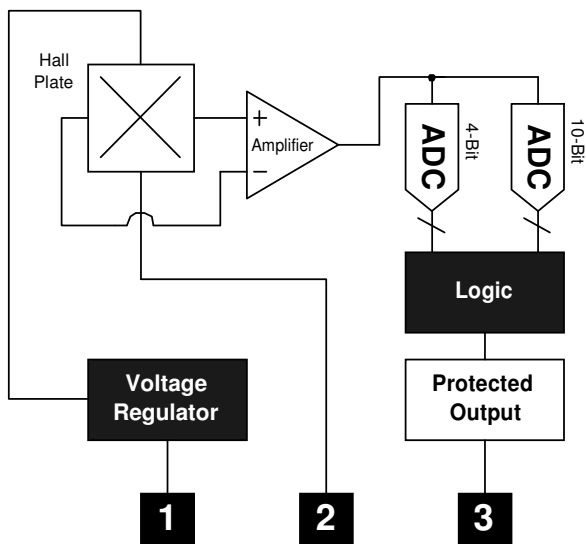 Hall
Plate
+
Amplifier
−
ADC
4-Bit
ADC
10-Bit
Logic
Voltage
Regulator
Protected
Output
1
2
3